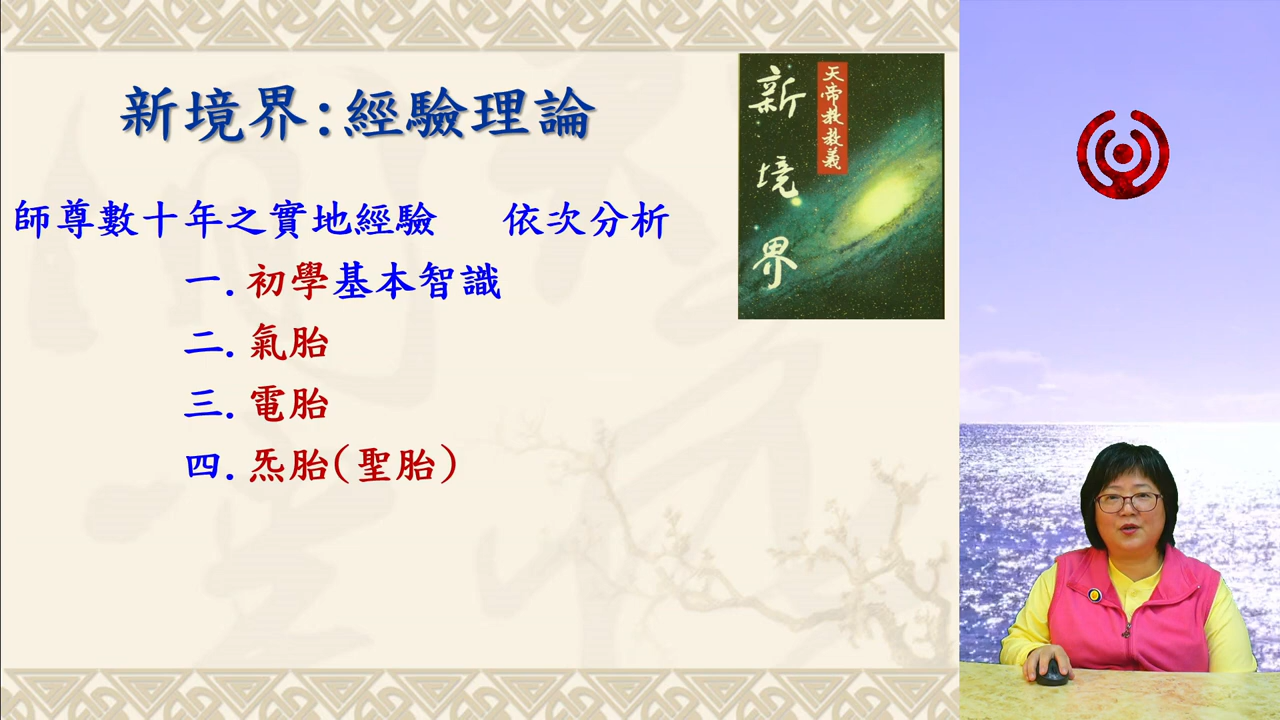 新境界:經驗理論
師尊數十年之實地經驗 依次分析
一.初學基本智識
二.氣胎
三.電胎
四.炁胎(聖胎)
天帝教教義
新境界